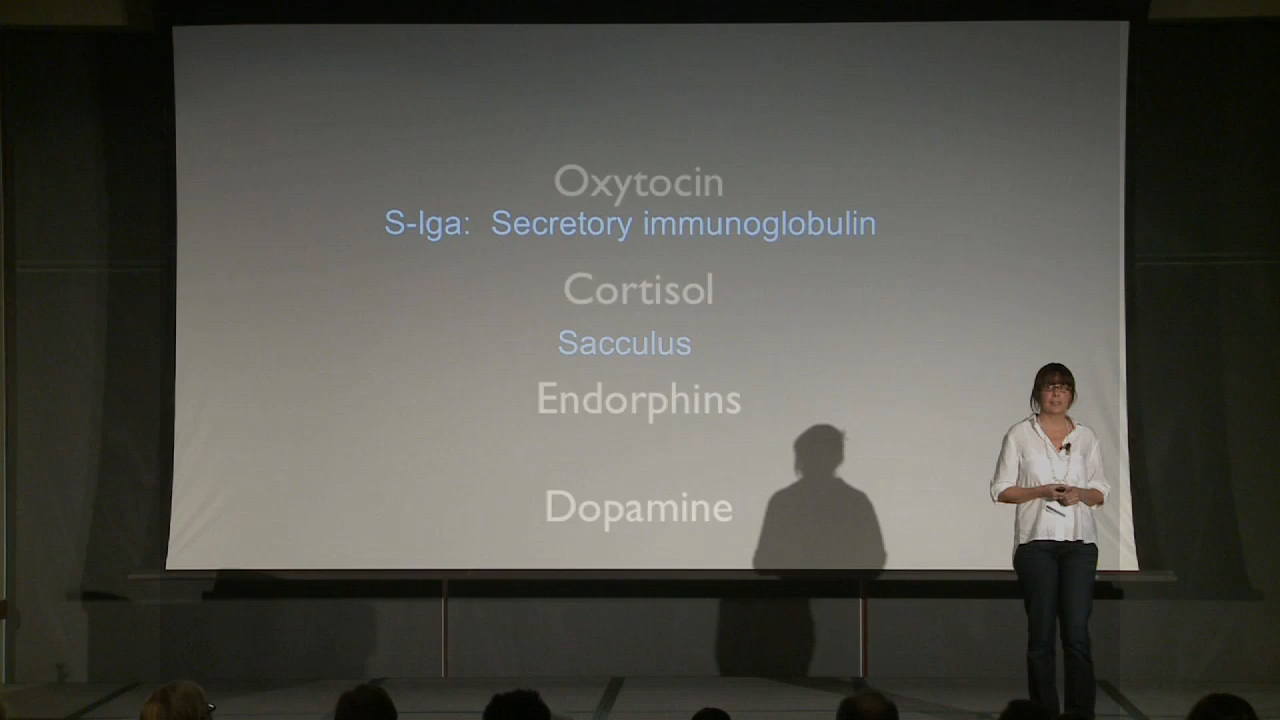 Oxytocin
S-Iga: Secretory immunoglobulin
Cortisol
Sacculus
Endorphins
Dopamine